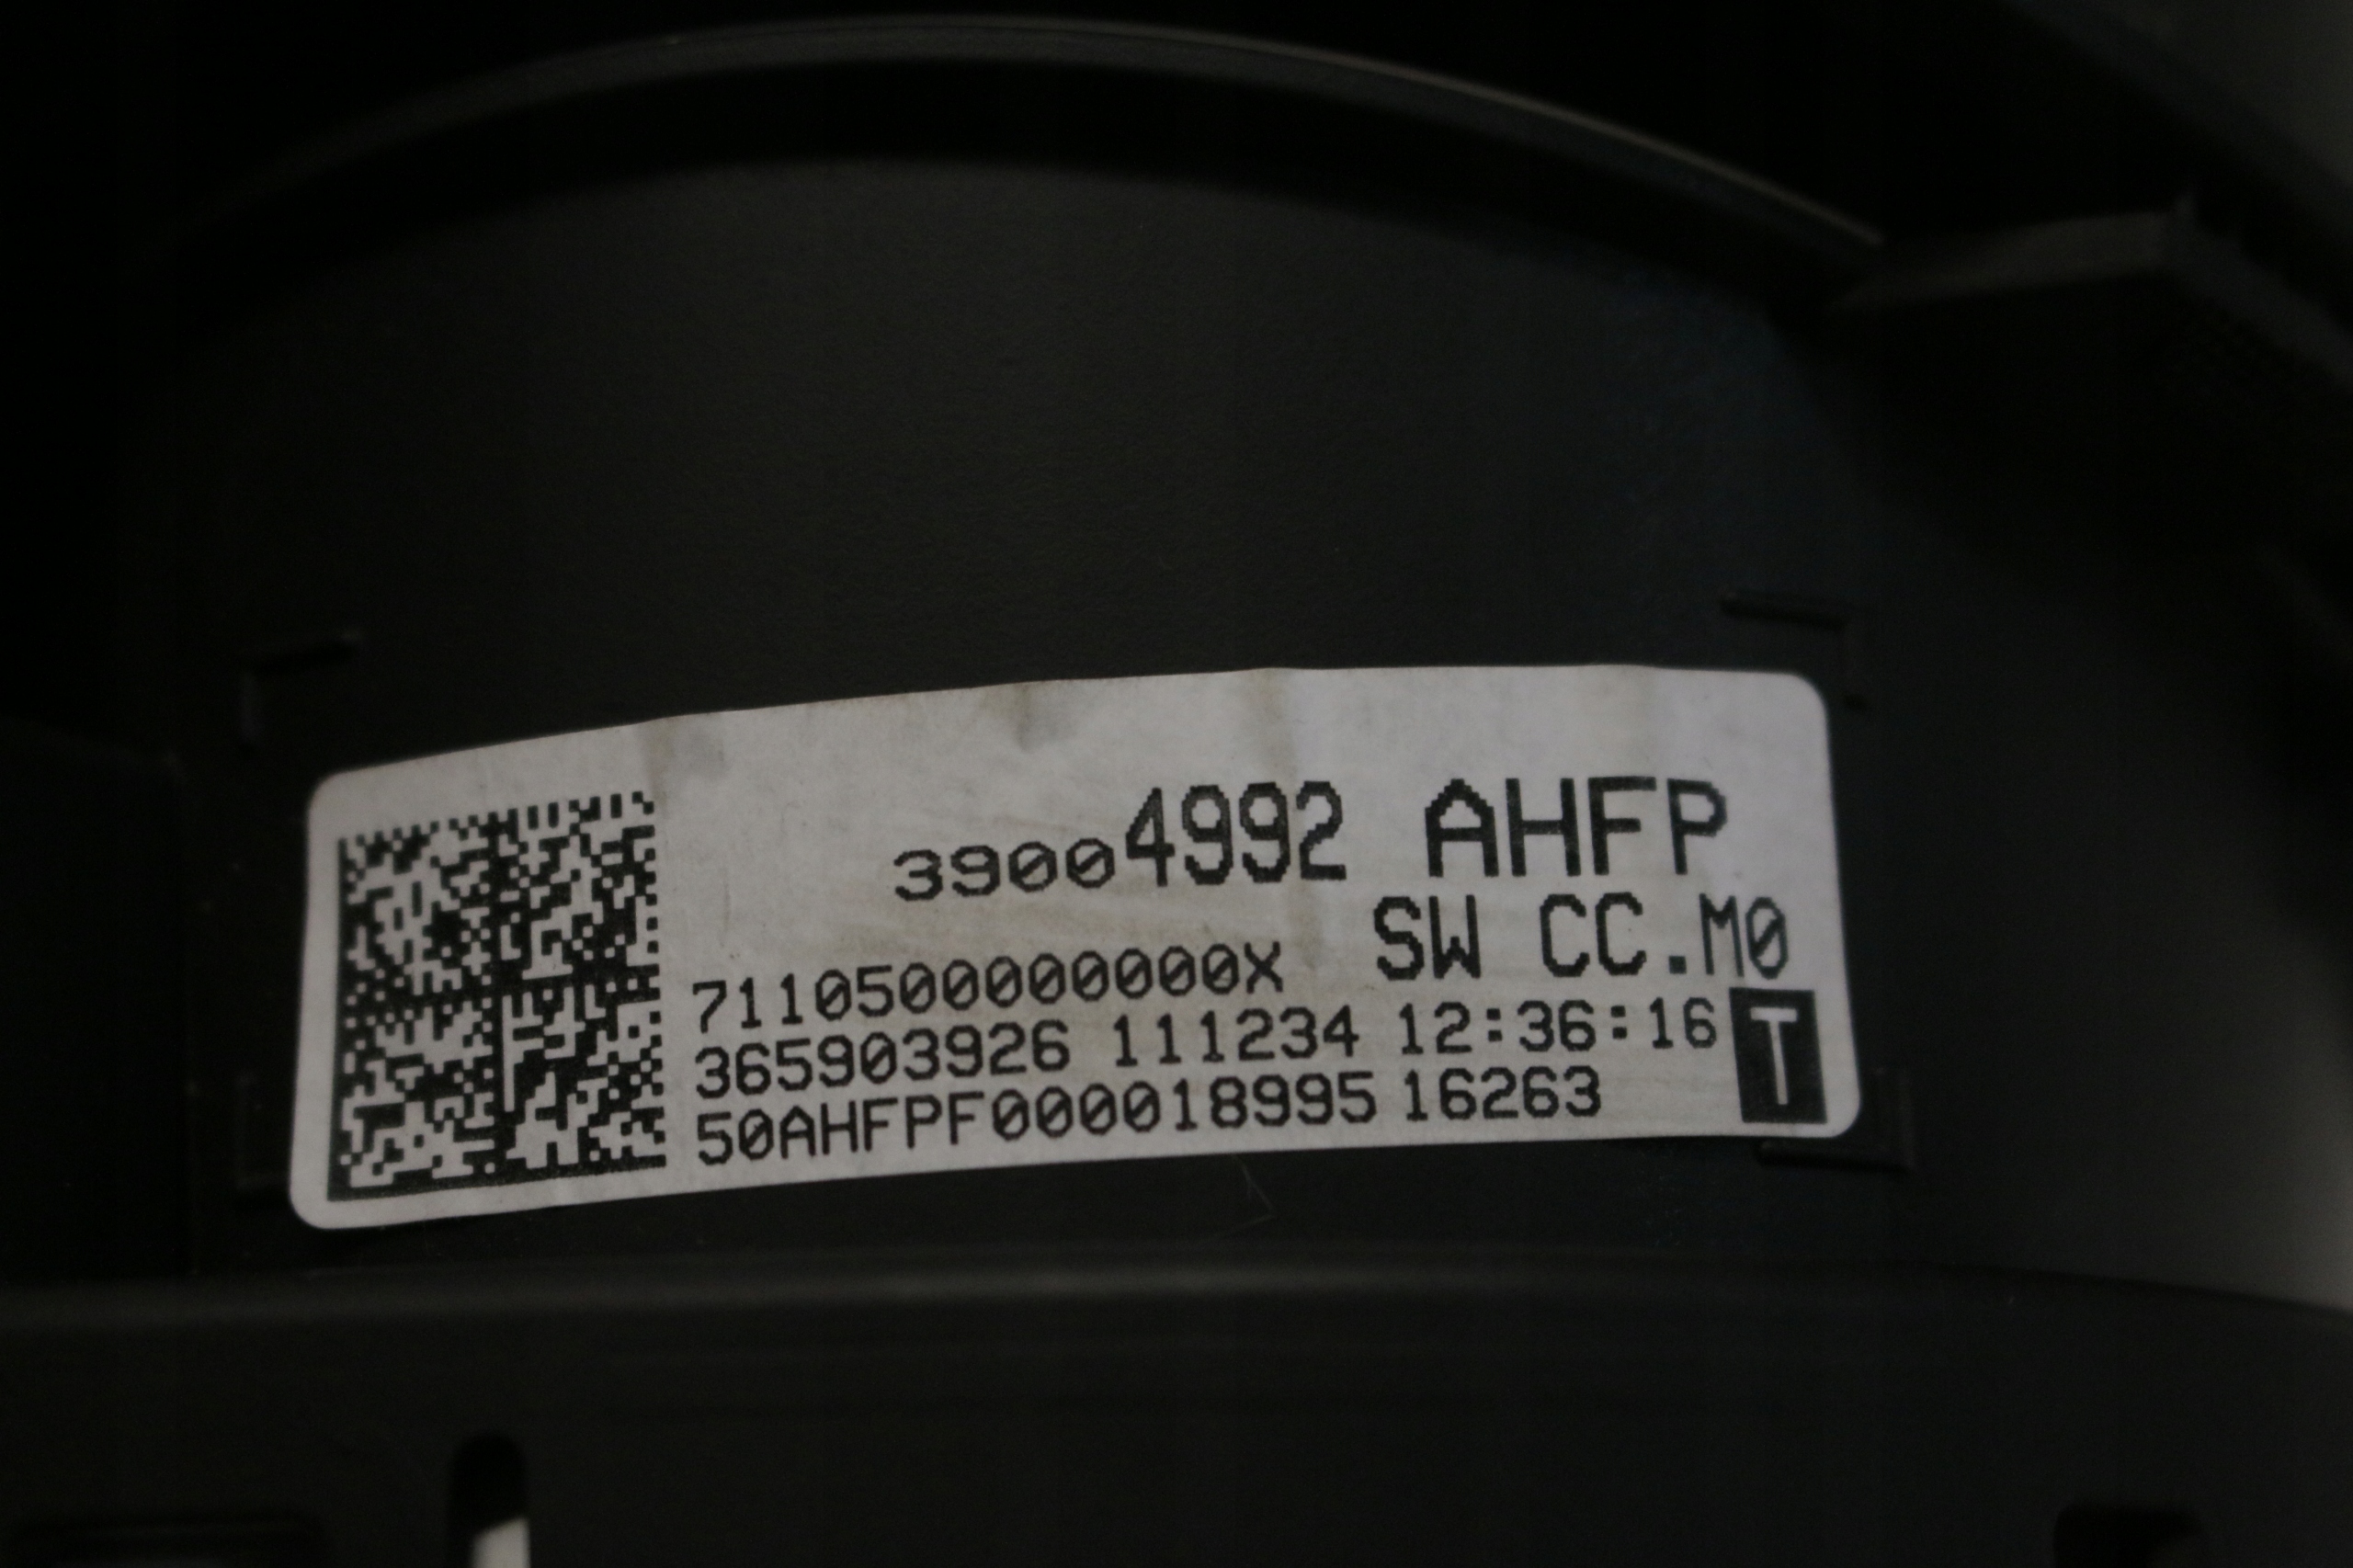 39004992 AHFP
SW CC.M0
7110500000000X
365903926 111234 12:36:16
50AHFPF000018995 16263
T